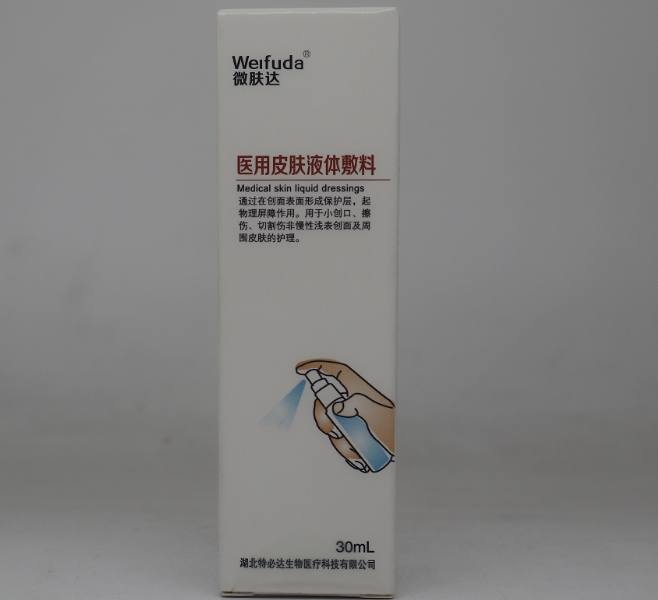 Weifuda®
微肤达
医用皮肤液体敷料
Medical skin liquid dressings
通过在创面表面形成保护层，起
物理屏障作用。用于小创口、擦
伤、切割伤非慢性浅表创面及周
围皮肤的护理。
30mL
湖北特必达生物医疗科技有限公司